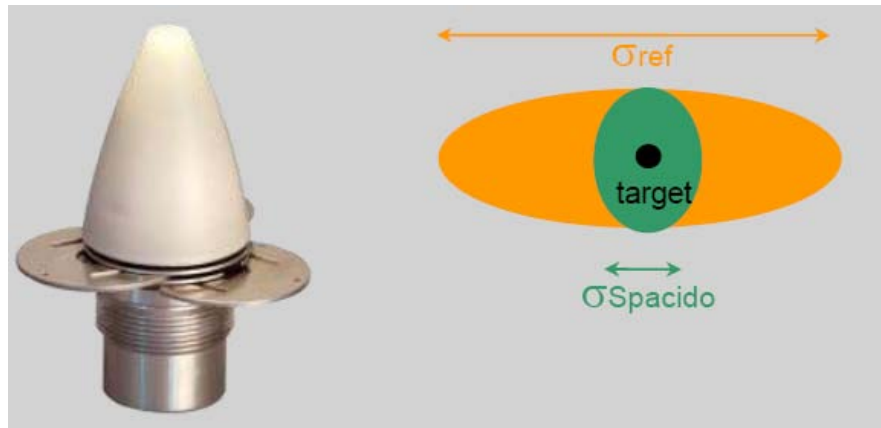 σref
target
σSpacido